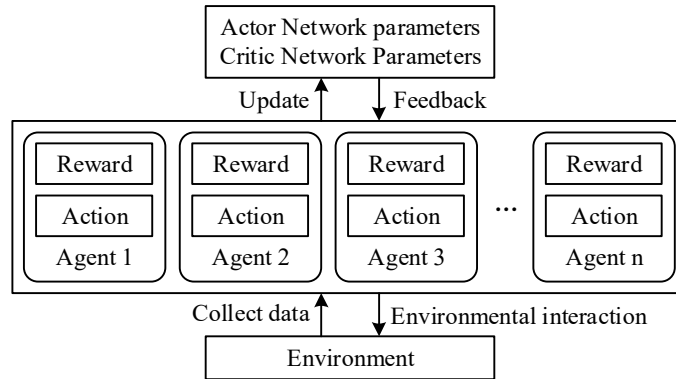 Actor Network parameters
Critic Network Parameters
Update
Feedback
Reward
Reward
Reward
Reward
Action
Action
Action
...
Action
Agent 1
Agent 2
Agent 3
Agent n
Collect data
Environmental interaction
Environment